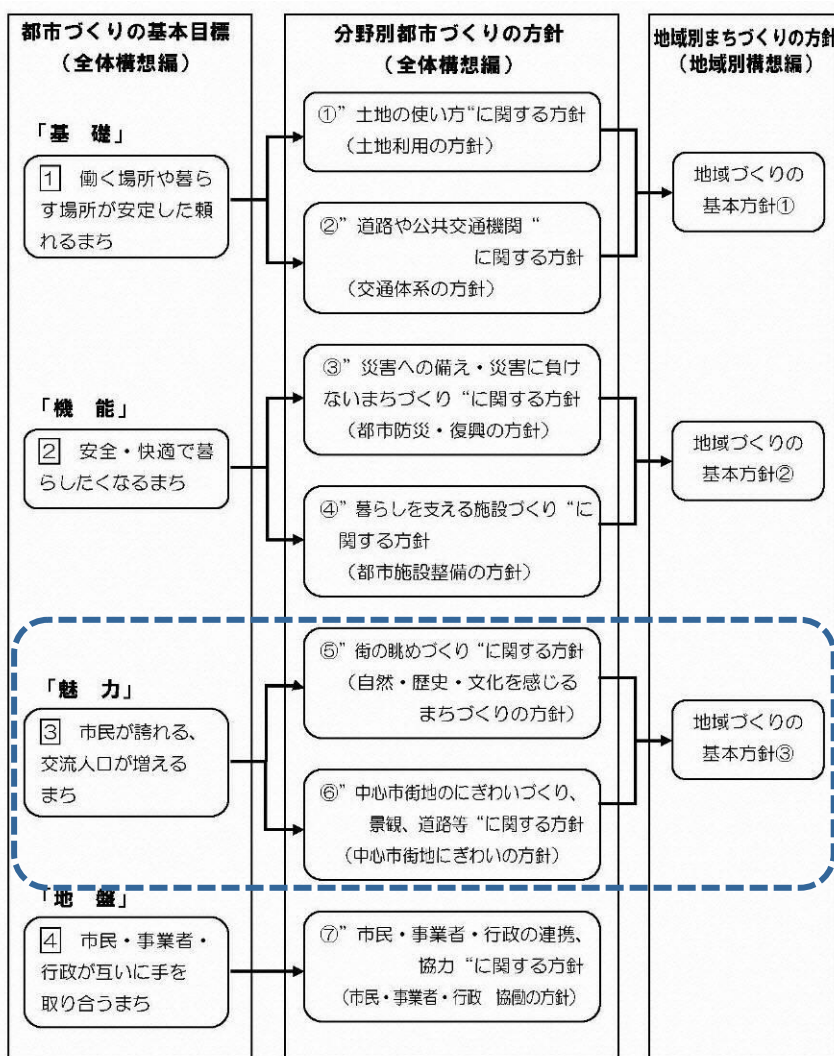 都市づくりの基本目標
（全体構想編）
分野別都市づくりの方針
（全体構想編）
地域別まちづくりの方針
（地域別構想編）
「基　礎」
1　働く場所や暮ら
す場所が安定した頼
れるまち
①”土地の使い方“に関する方針
（土地利用の方針）
②”道路や公共交通機関“
に関する方針
（交通体系の方針）
地域づくりの
基本方針①
「機　能」
2　安全・快適で暮
らしたくなるまち
③”災害への備え・災害に負け
ないまちづくり“に関する方針
（都市防災・復興の方針）
④”暮らしを支える施設づくり“に
関する方針
（都市施設整備の方針）
地域づくりの
基本方針②
「魅　力」
3　市民が誇れる、
交流人口が増える
まち
⑤”街の眺めづくり“に関する方針
（自然・歴史・文化を感じる
まちづくりの方針）
⑥”中心市街地のにぎわいづくり、
景観、道路等“に関する方針
（中心市街地にぎわいの方針）
地域づくりの
基本方針③
「地　盤」
4　市民・事業者・
行政が互いに手を
取り合うまち
⑦”市民・事業者・行政の連携、
協力“に関する方針
（市民・事業者・行政　協働の方針）